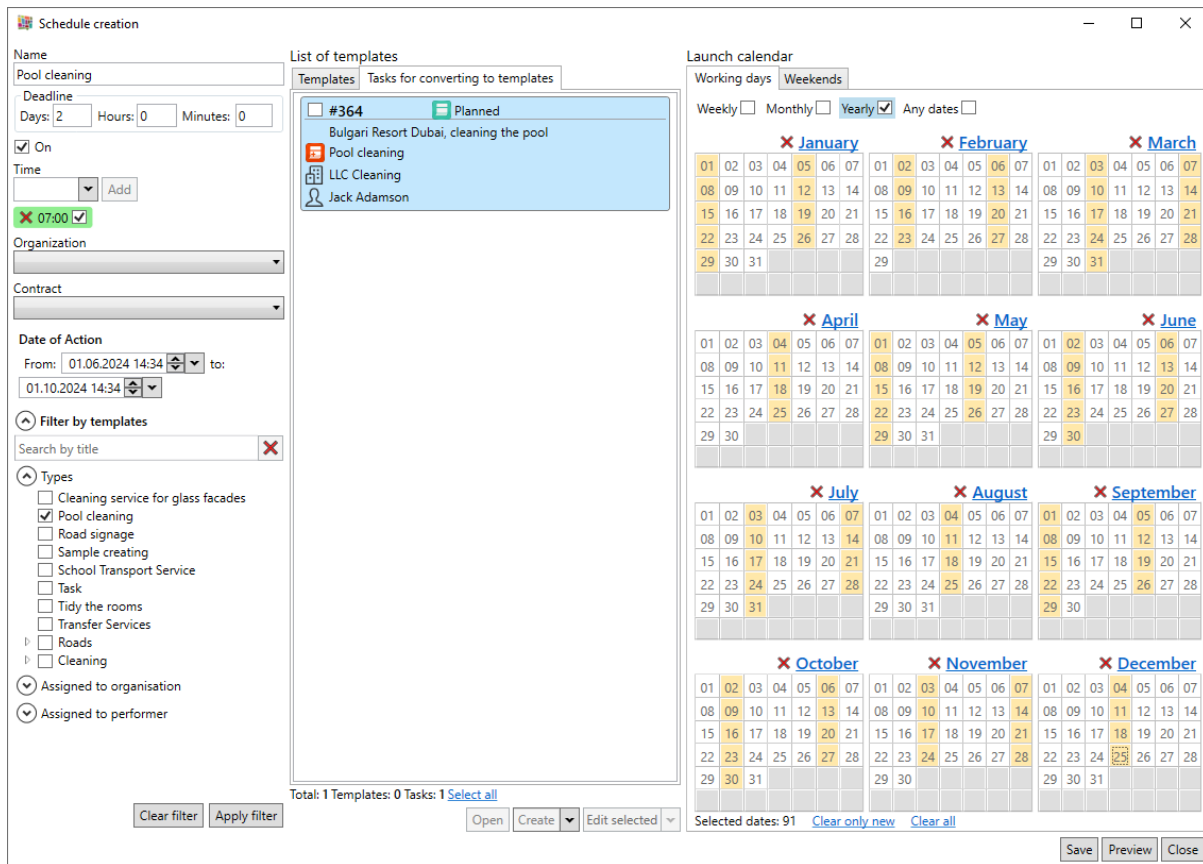 Schedule creation
Name
Pool cleaning
Deadline
Days: 2 Hours: 0 Minutes: 0
On
Time
Add
07:00
Organization
Contract
Date of Action
From: 01.06.2024 14:34 to:
01.10.2024 14:34
Filter by templates
Search by title
Types
Cleaning service for glass facades
Pool cleaning
Road signage
Sample creating
School Transport Service
Task
Tidy the rooms
Transfer Services
Roads
Cleaning
Assigned to organisation
Assigned to performer
Clear filter Apply filter
List of templates
Templates Tasks for converting to templates
#364 Planned
Bulgari Resort Dubai, cleaning the pool
Pool cleaning
LLC Cleaning
Jack Adamson
Total: 1 Templates: 0 Tasks: 1 Select all
Open Create Edit selected
Launch calendar
Working days Weekends
Weekly Monthly Yearly Any dates
January February March
01 02 03 04 05 06 07 01 02 03 04 05 06 07 01 02 03 04 05 06 07
08 09 10 11 12 13 14 08 09 10 11 12 13 14 08 09 10 11 12 13 14
15 16 17 18 19 20 21 15 16 17 18 19 20 21 15 16 17 18 19 20 21
22 23 24 25 26 27 28 22 23 24 25 26 27 28 22 23 24 25 26 27 28
29 30 31 29 29 30 31
April May June
01 02 03 04 05 06 07 01 02 03 04 05 06 07 01 02 03 04 05 06 07
08 09 10 11 12 13 14 08 09 10 11 12 13 14 08 09 10 11 12 13 14
15 16 17 18 19 20 21 15 16 17 18 19 20 21 15 16 17 18 19 20 21
22 23 24 25 26 27 28 22 23 24 25 26 27 28 22 23 24 25 26 27 28
29 30 29 30 31 29 30
July August September
01 02 03 04 05 06 07 01 02 03 04 05 06 07 01 02 03 04 05 06 07
08 09 10 11 12 13 14 08 09 10 11 12 13 14 08 09 10 11 12 13 14
15 16 17 18 19 20 21 15 16 17 18 19 20 21 15 16 17 18 19 20 21
22 23 24 25 26 27 28 22 23 24 25 26 27 28 22 23 24 25 26 27 28
29 30 31 29 30 31 29 30
October November December
01 02 03 04 05 06 07 01 02 03 04 05 06 07 01 02 03 04 05 06 07
08 09 10 11 12 13 14 08 09 10 11 12 13 14 08 09 10 11 12 13 14
15 16 17 18 19 20 21 15 16 17 18 19 20 21 15 16 17 18 19 20 21
22 23 24 25 26 27 28 22 23 24 25 26 27 28 22 23 24 25 26 27 28
29 30 31 29 30 29 30 31
Selected dates: 91 Clear only new Clear all
Save Preview Close